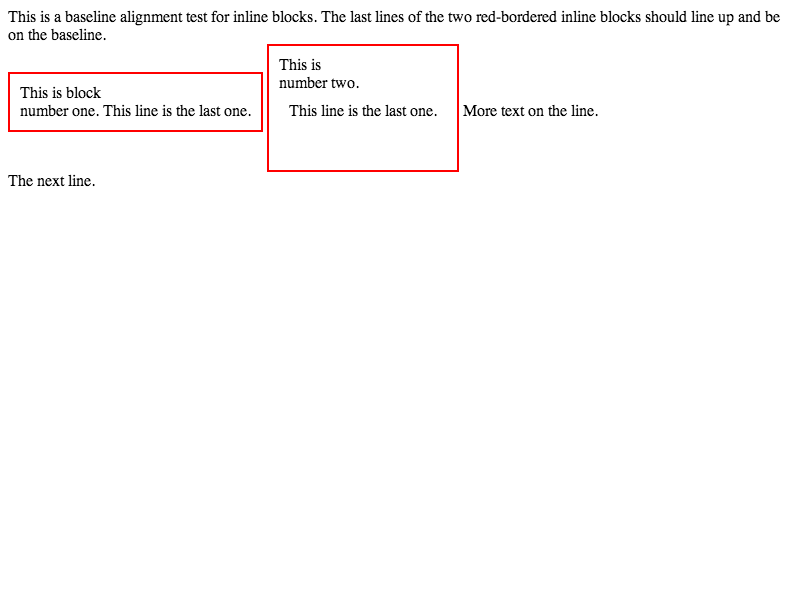 This is a baseline alignment test for inline blocks. The last lines of the two red-bordered inline blocks should line up and be
on the baseline.
This is block
number one. This line is the last one.
This is
number two.
This line is the last one.
More text on the line.
The next line.